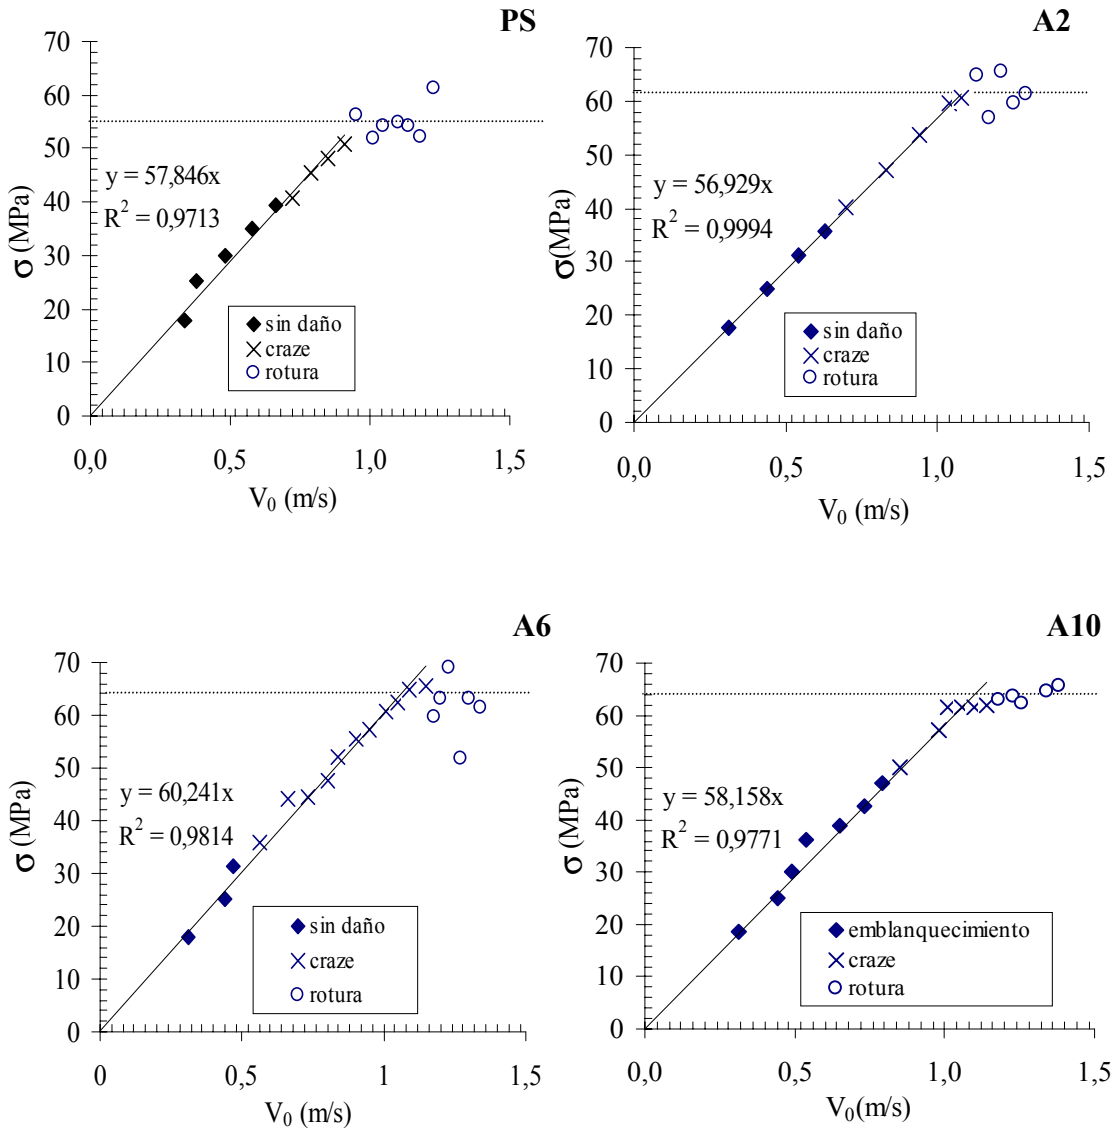 PS
70
60
50
40
30
20
10
0
σ (MPa)
y = 57,846x
R² = 0,9713
sin daño
craze
rotura
0,0 0,5 1,0 1,5
V₀ (m/s)
A2
70
60
50
40
30
20
10
0
σ(MPa)
y = 56,929x
R² = 0,9994
sin daño
craze
rotura
0,0 0,5 1,0 1,5
V₀ (m/s)
A6
70
60
50
40
30
20
10
0
σ (MPa)
y = 60,241x
R² = 0,9814
sin daño
craze
rotura
0 0,5 1 1,5
V₀ (m/s)
A10
70
60
50
40
30
20
10
0
σ (MPa)
y = 58,158x
R² = 0,9771
emblanquecimiento
craze
rotura
0,0 0,5 1,0 1,5
V₀(m/s)